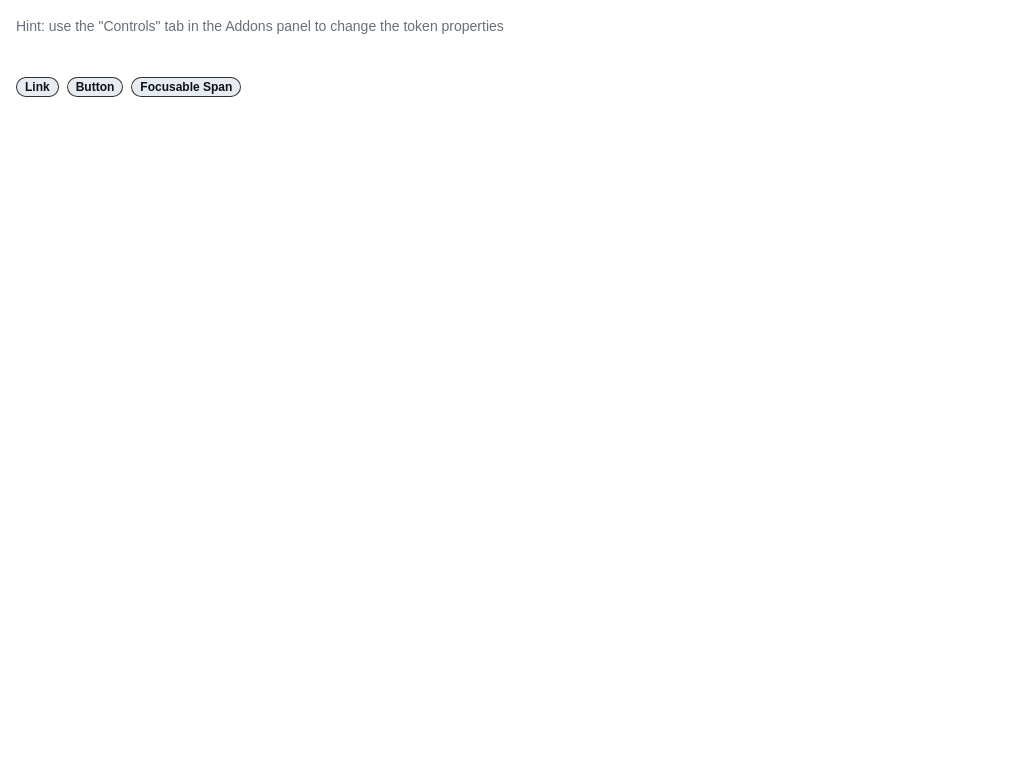 Hint: use the "Controls" tab in the Addons panel to change the token properties
Link Button Focusable Span